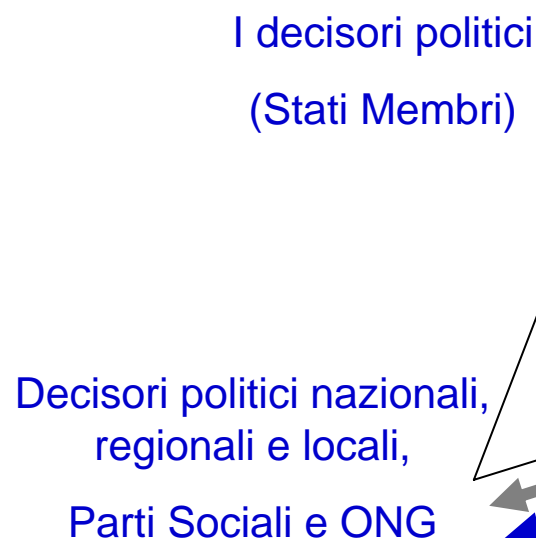 I decisori politici
(Stati Membri)
Decisori politici nazionali,
regionali e locali,
Parti Sociali e ONG